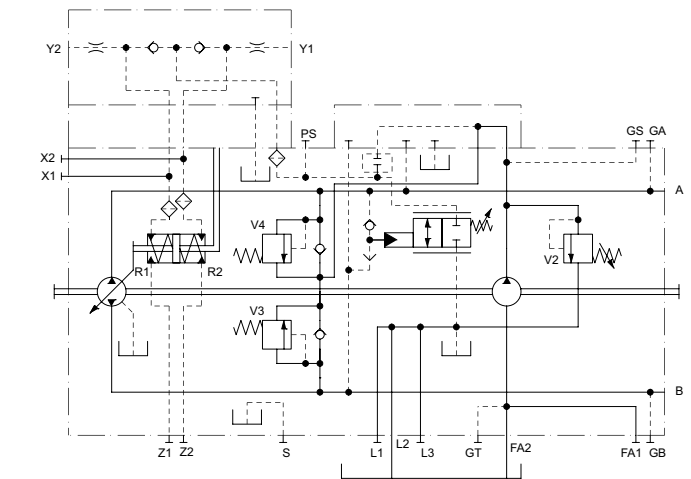 Y2 Y1
PS GS GA
X2
X1
A
V4
V2
R1 R2
V3
B
Z1 Z2 S L1 L2 L3 GT FA2 FA1 GB